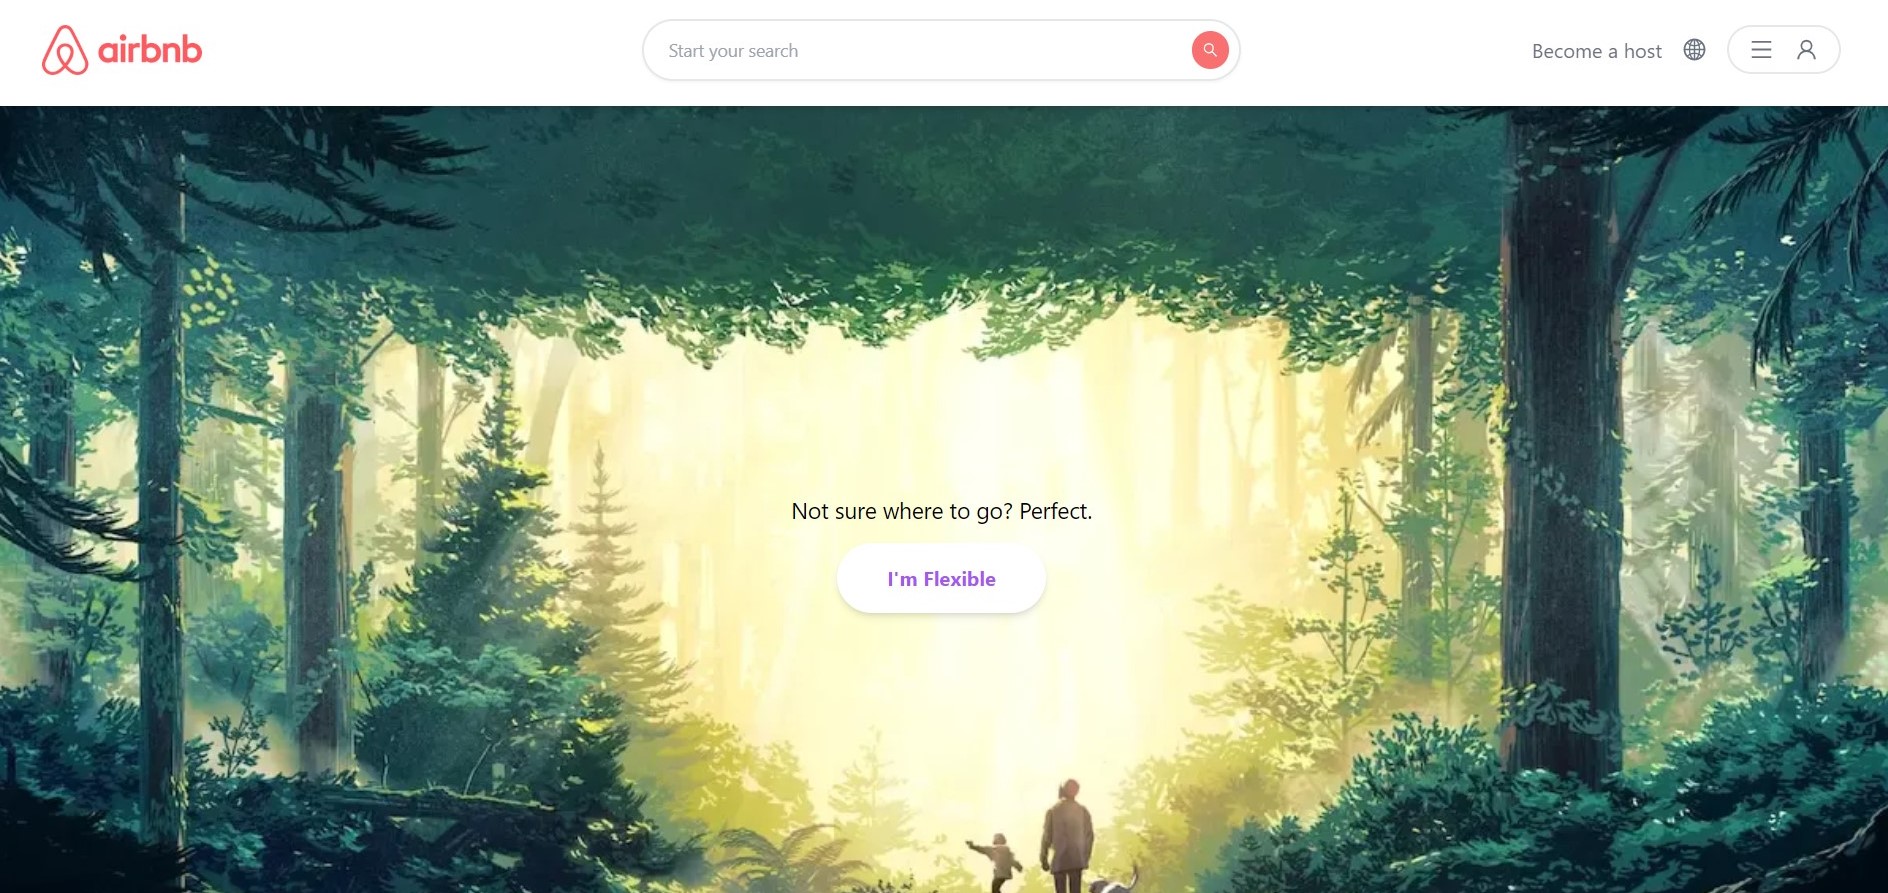 airbnb
Start your search
Become a host
Not sure where to go? Perfect.
I'm Flexible